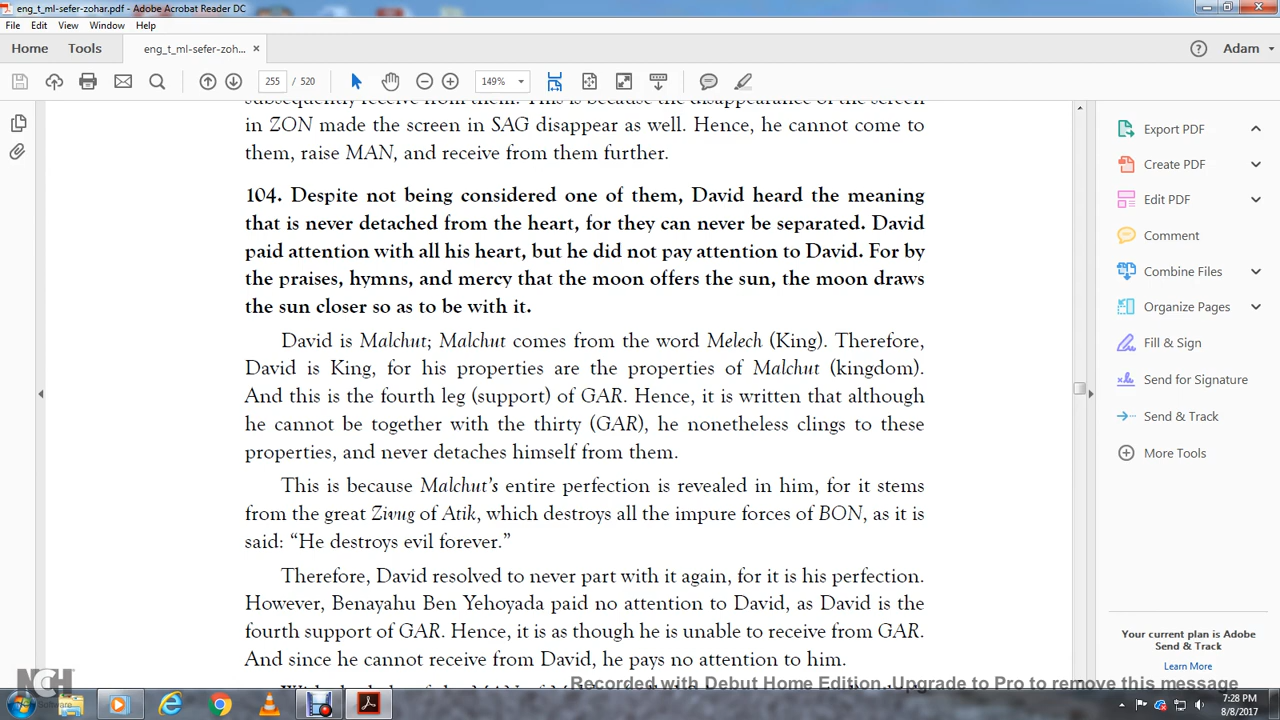 eng_t_ml-sefer-zohar.pdf - Adobe Acrobat Reader DC
File Edit View Window Help
Home Tools eng_t_ml-sefer-zoh... × Adam
255 / 520 149%
subsequently receive from them. This is because the disappearance of the screen
in ZON made the screen in SAG disappear as well. Hence, he cannot come to
them, raise MAN, and receive from them further.
104. Despite not being considered one of them, David heard the meaning
that is never detached from the heart, for they can never be separated. David
paid attention with all his heart, but he did not pay attention to David. For by
the praises, hymns, and mercy that the moon offers the sun, the moon draws
the sun closer so as to be with it.
David is Malchut; Malchut comes from the word Melech (King). Therefore,
David is King, for his properties are the properties of Malchut (kingdom).
And this is the fourth leg (support) of GAR. Hence, it is written that although
he cannot be together with the thirty (GAR), he nonetheless clings to these
properties, and never detaches himself from them.
This is because Malchut's entire perfection is revealed in him, for it stems
from the great Zivug of Atik, which destroys all the impure forces of BON, as it is
said: “He destroys evil forever.”
Therefore, David resolved to never part with it again, for it is his perfection.
However, Benayahu Ben Yehoyada paid no attention to David, as David is the
fourth support of GAR. Hence, it is as though he is unable to receive from GAR.
And since he cannot receive from David, he pays no attention to him.
Export PDF
Create PDF
Edit PDF
Comment
Combine Files
Organize Pages
Fill & Sign
Send for Signature
Send & Track
More Tools
Your current plan is Adobe
Send & Track
Learn More
NCH
Software
Recorded with Debut Home Edition. Upgrade to Pro to remove this message
7:28 PM
8/8/2017